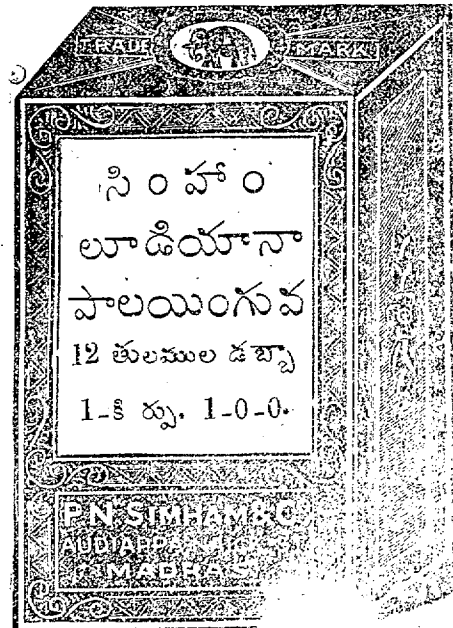 TRADE MARK
సింహాం
లూడియానా
పాలయింగువ
12 తులముల డబ్బా
1-కి ర్పు. 1-0-0.
P.N. SIMHAM & C
MADRAS